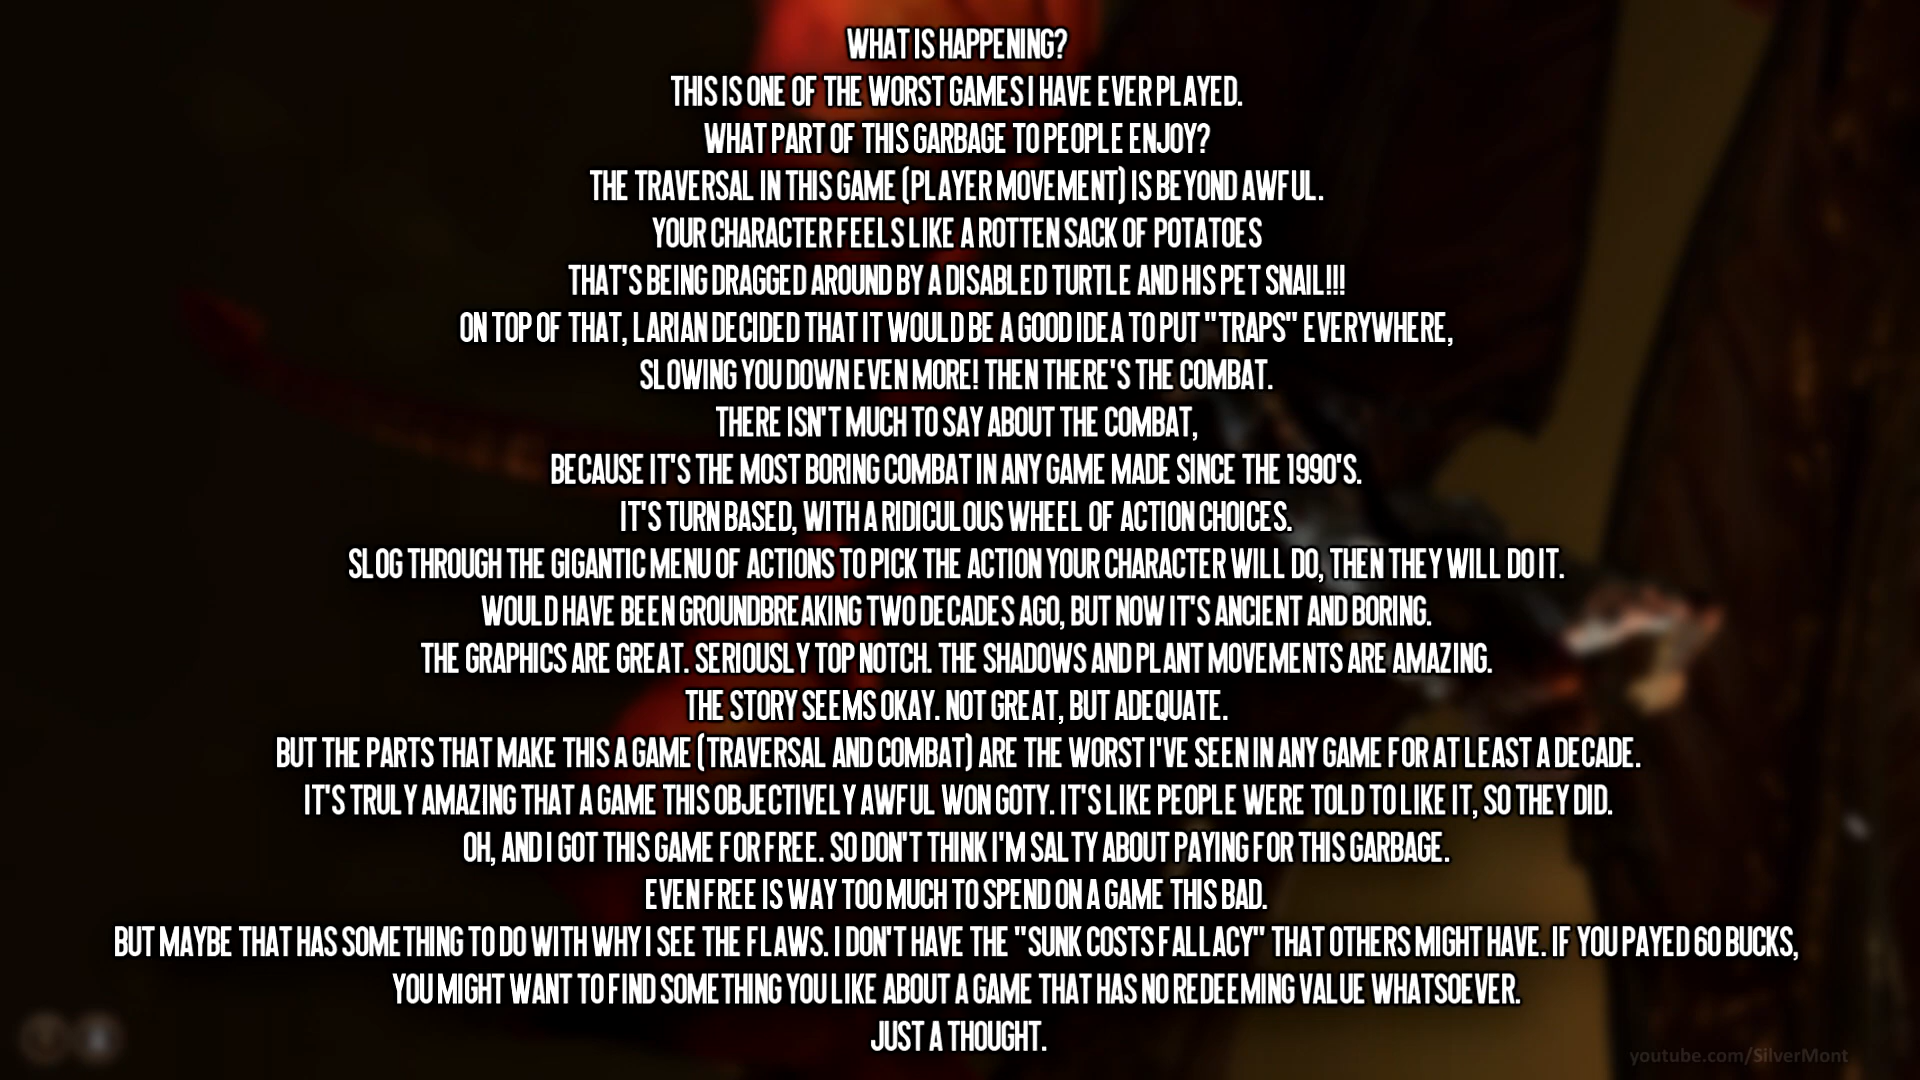 WHAT IS HAPPENING?
THIS IS ONE OF THE WORST GAMES I HAVE EVER PLAYED.
WHAT PART OF THIS GARBAGE TO PEOPLE ENJOY?
THE TRAVERSAL IN THIS GAME (PLAYER MOVEMENT) IS BEYOND AWFUL.
YOUR CHARACTER FEELS LIKE A ROTTEN SACK OF POTATOES
THAT'S BEING DRAGGED AROUND BY A DISABLED TURTLE AND HIS PET SNAIL!!!
ON TOP OF THAT, LARIAN DECIDED THAT IT WOULD BE A GOOD IDEA TO PUT "TRAPS" EVERYWHERE,
SLOWING YOU DOWN EVEN MORE! THEN THERE'S THE COMBAT.
THERE ISN'T MUCH TO SAY ABOUT THE COMBAT,
BECAUSE IT'S THE MOST BORING COMBAT IN ANY GAME MADE SINCE THE 1990'S.
IT'S TURN BASED, WITH A RIDICULOUS WHEEL OF ACTION CHOICES.
SLOG THROUGH THE GIGANTIC MENU OF ACTIONS TO PICK THE ACTION YOUR CHARACTER WILL DO, THEN THEY WILL DO IT.
WOULD HAVE BEEN GROUNDBREAKING TWO DECADES AGO, BUT NOW IT'S ANCIENT AND BORING.
THE GRAPHICS ARE GREAT. SERIOUSLY TOP NOTCH. THE SHADOWS AND PLANT MOVEMENTS ARE AMAZING.
THE STORY SEEMS OKAY. NOT GREAT, BUT ADEQUATE.
BUT THE PARTS THAT MAKE THIS A GAME (TRAVERSAL AND COMBAT) ARE THE WORST I'VE SEEN IN ANY GAME FOR AT LEAST A DECADE.
IT'S TRULY AMAZING THAT A GAME THIS OBJECTIVELY AWFUL WON GOTY. IT'S LIKE PEOPLE WERE TOLD TO LIKE IT, SO THEY DID.
OH, AND I GOT THIS GAME FOR FREE. SO DON'T THINK I'M SALTY ABOUT PAYING FOR THIS GARBAGE.
EVEN FREE IS WAY TOO MUCH TO SPEND ON A GAME THIS BAD.
BUT MAYBE THAT HAS SOMETHING TO DO WITH WHY I SEE THE FLAWS. I DON'T HAVE THE "SUNK COSTS FALLACY" THAT OTHERS MIGHT HAVE. IF YOU PAYED 60 BUCKS,
YOU MIGHT WANT TO FIND SOMETHING YOU LIKE ABOUT A GAME THAT HAS NO REDEEMING VALUE WHATSOEVER.
JUST A THOUGHT.
youtube.com/SilverMont